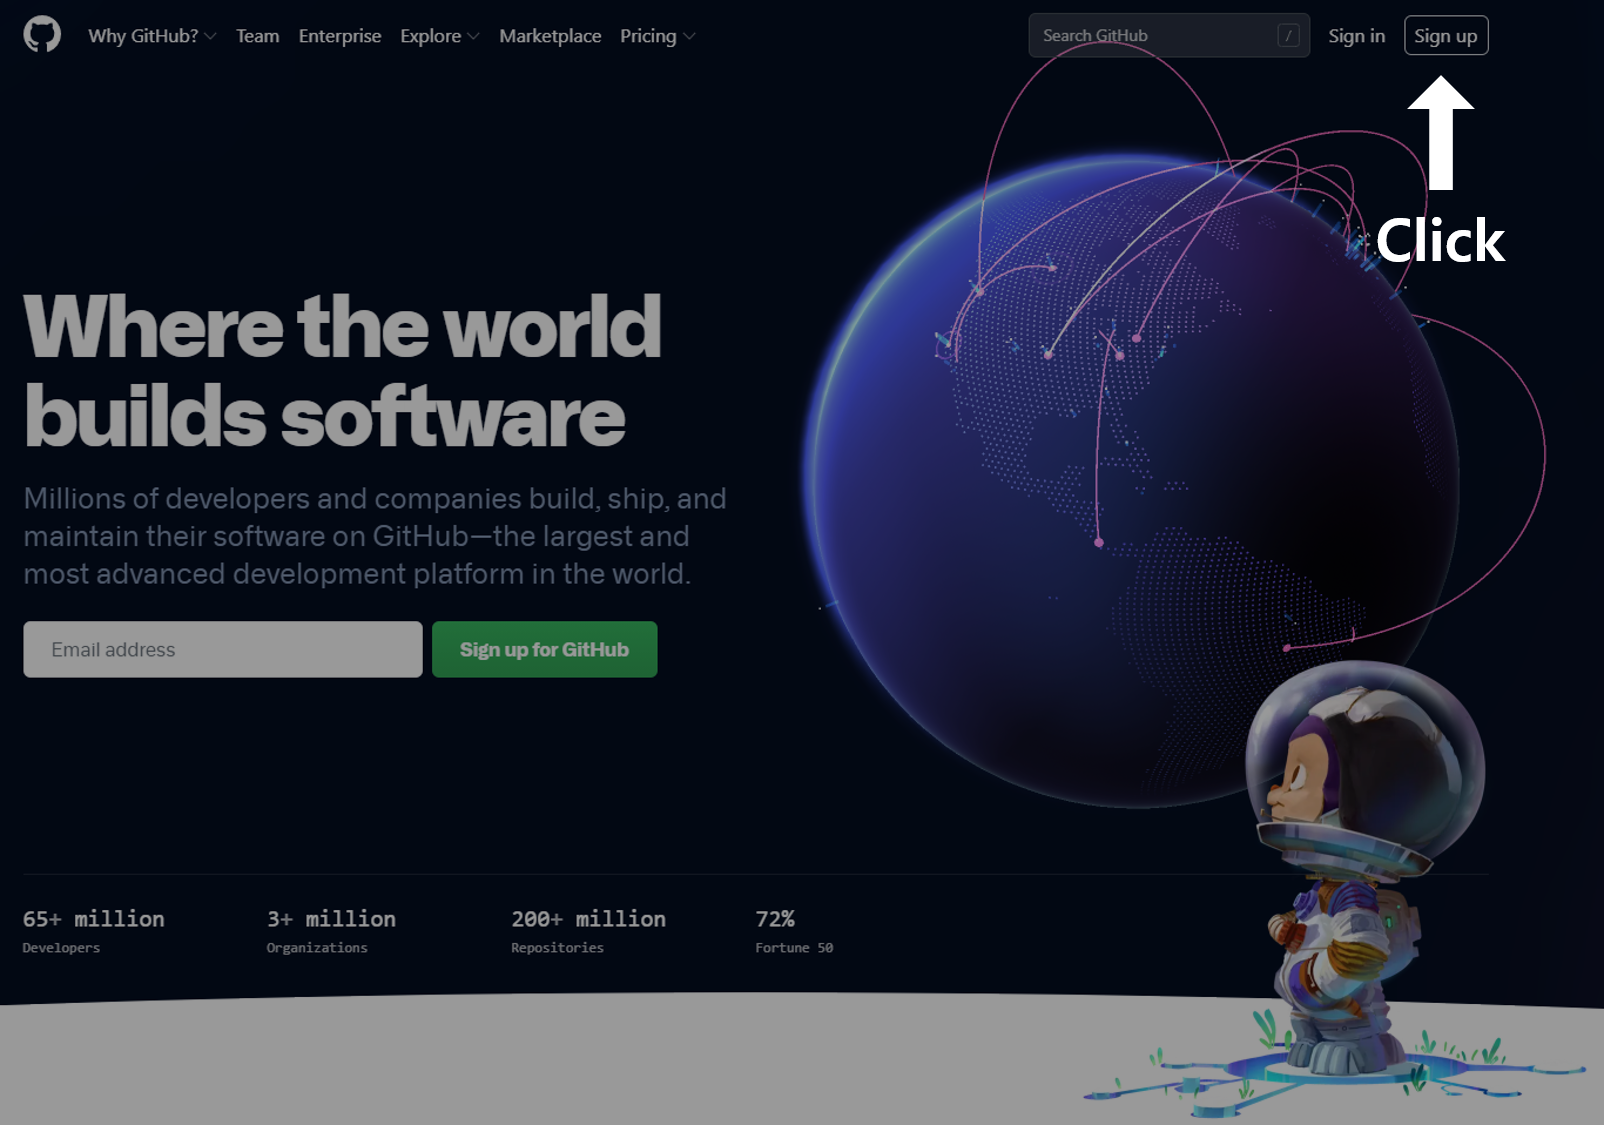 Why GitHub? Team Enterprise Explore Marketplace Pricing Search GitHub / Sign in Sign up
Click
Where the world
builds software
Millions of developers and companies build, ship, and
maintain their software on GitHub—the largest and
most advanced development platform in the world.
Email address Sign up for GitHub
65+ million 3+ million 200+ million 72%
Developers Organizations Repositories Fortune 50